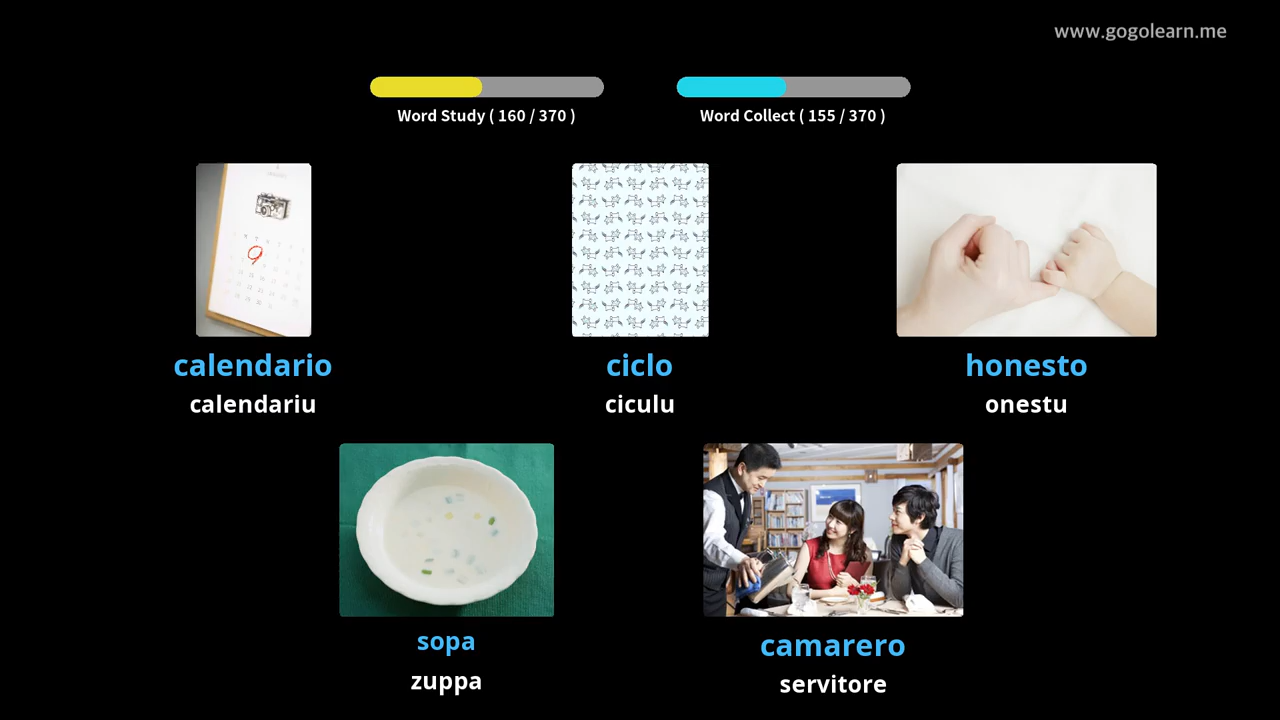 www.gogolearn.me
Word Study ( 160 / 370 )
Word Collect ( 155 / 370 )
calendario
calendariu
ciclo
ciculu
honesto
onestu
sopa
zuppa
camarero
servitore